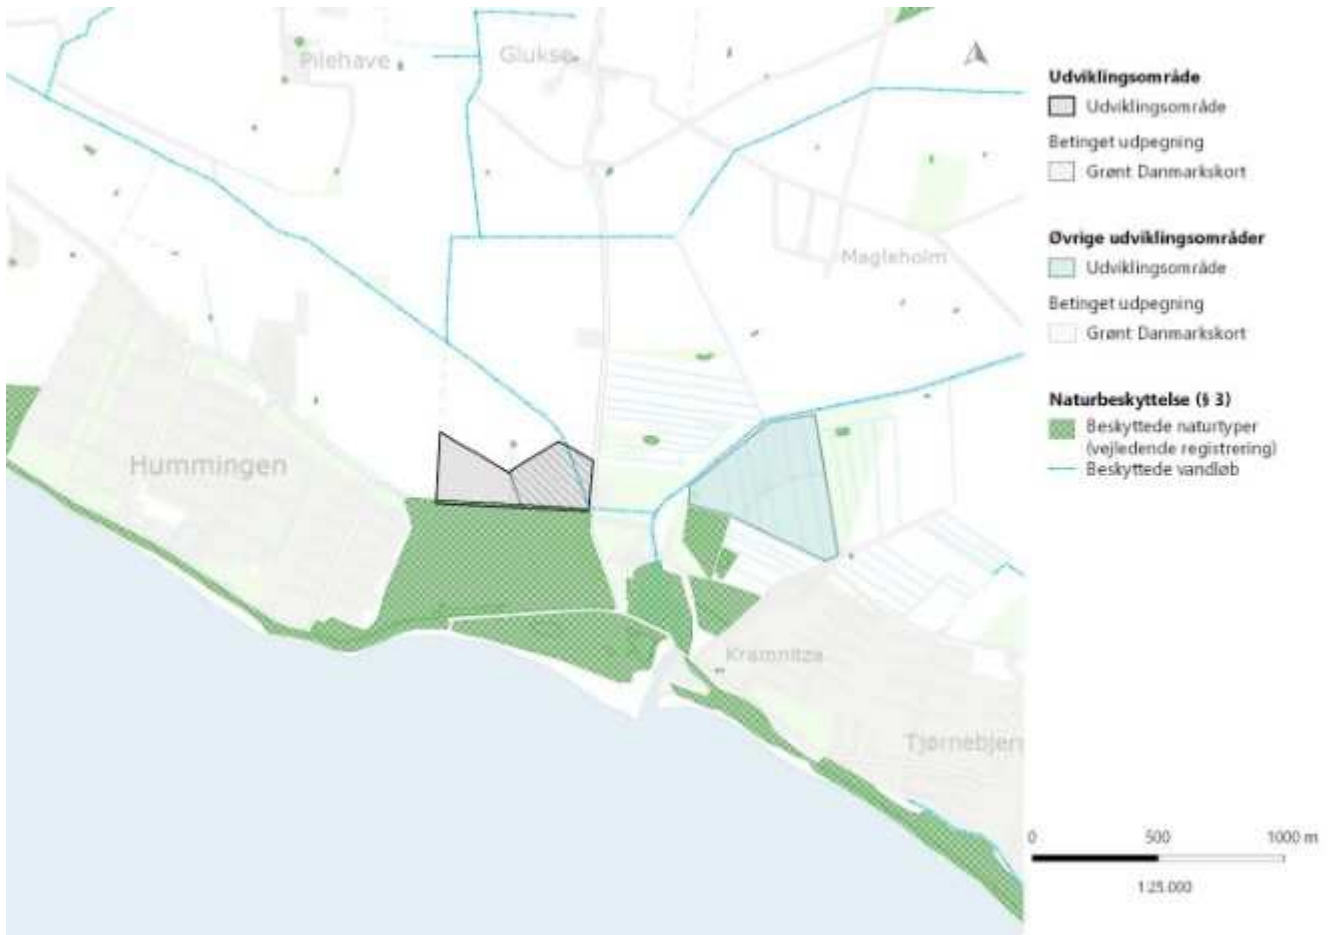 Pilehave
Glukse
Magleholm
Hummingen
Kramnitze
Tjørnebjer
Udviklingsområde
Udviklingsområde
Betinget udpegning
Grønt Danmarkskort
Øvrige udviklingsområder
Udviklingsområde
Betinget udpegning
Grønt Danmarkskort
Naturbeskyttelse (§ 3)
Beskyttede naturtyper
(vejledende registrering)
Beskyttede vandløb
0 500 1000 m
1:25.000